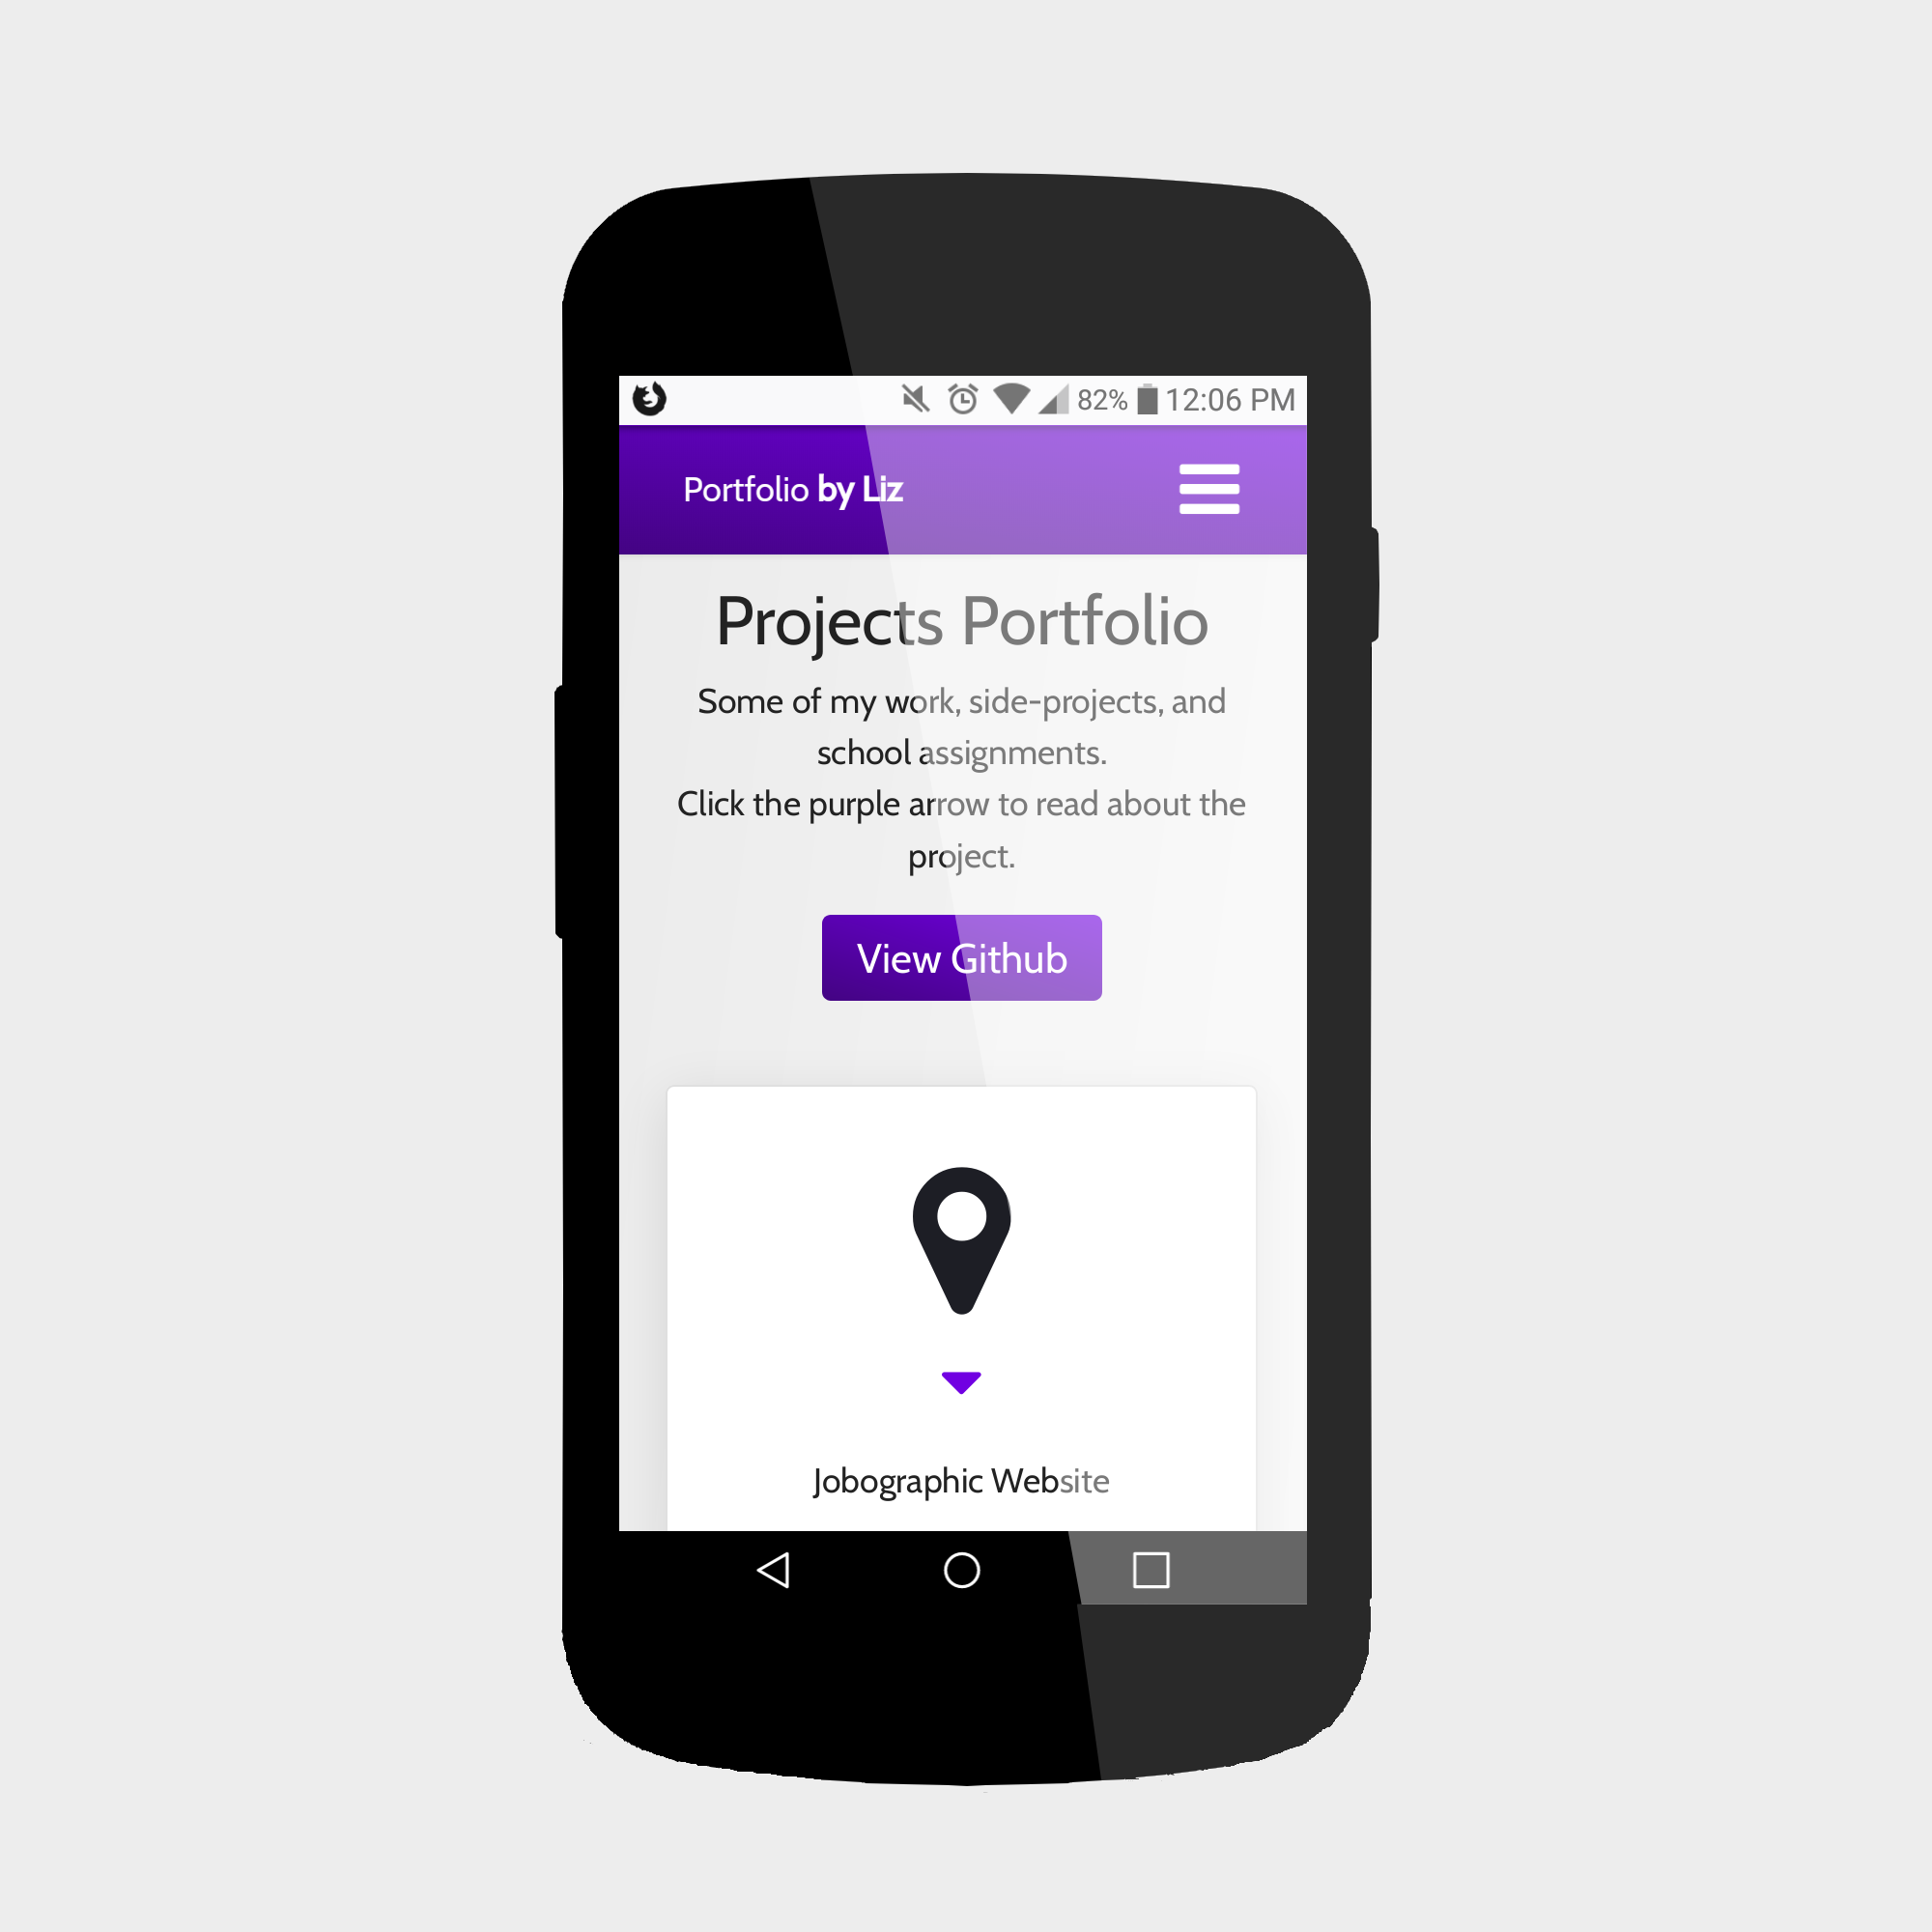 82% 12:06 PM
Portfolio by Liz
Projects Portfolio
Some of my work, side-projects, and
school assignments.
Click the purple arrow to read about the
project.
View Github
Jobographic Website